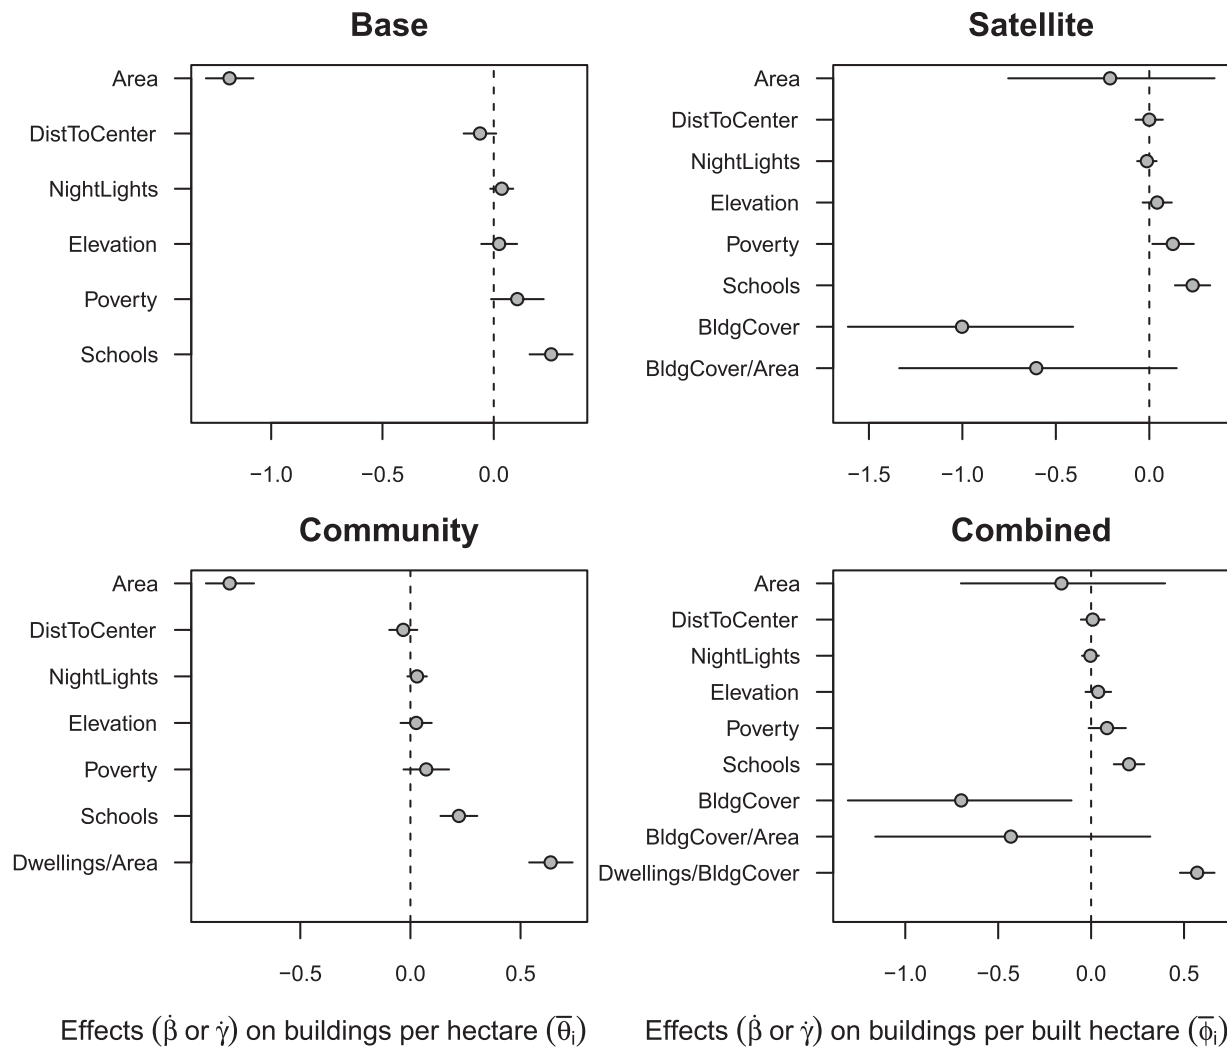 Base
Area
DistToCenter
NightLights
Elevation
Poverty
Schools
−1.0 −0.5 0.0
Satellite
Area
DistToCenter
NightLights
Elevation
Poverty
Schools
BldgCover
BldgCover/Area
−1.5 −1.0 −0.5 0.0
Community
Area
DistToCenter
NightLights
Elevation
Poverty
Schools
Dwellings/Area
−0.5 0.0 0.5
Effects (β̇ or γ̇) on buildings per hectare (θ̅ᵢ)
Combined
Area
DistToCenter
NightLights
Elevation
Poverty
Schools
BldgCover
BldgCover/Area
Dwellings/BldgCover
−1.0 −0.5 0.0 0.5
Effects (β̇ or γ̇) on buildings per built hectare (ϕ̅ᵢ)